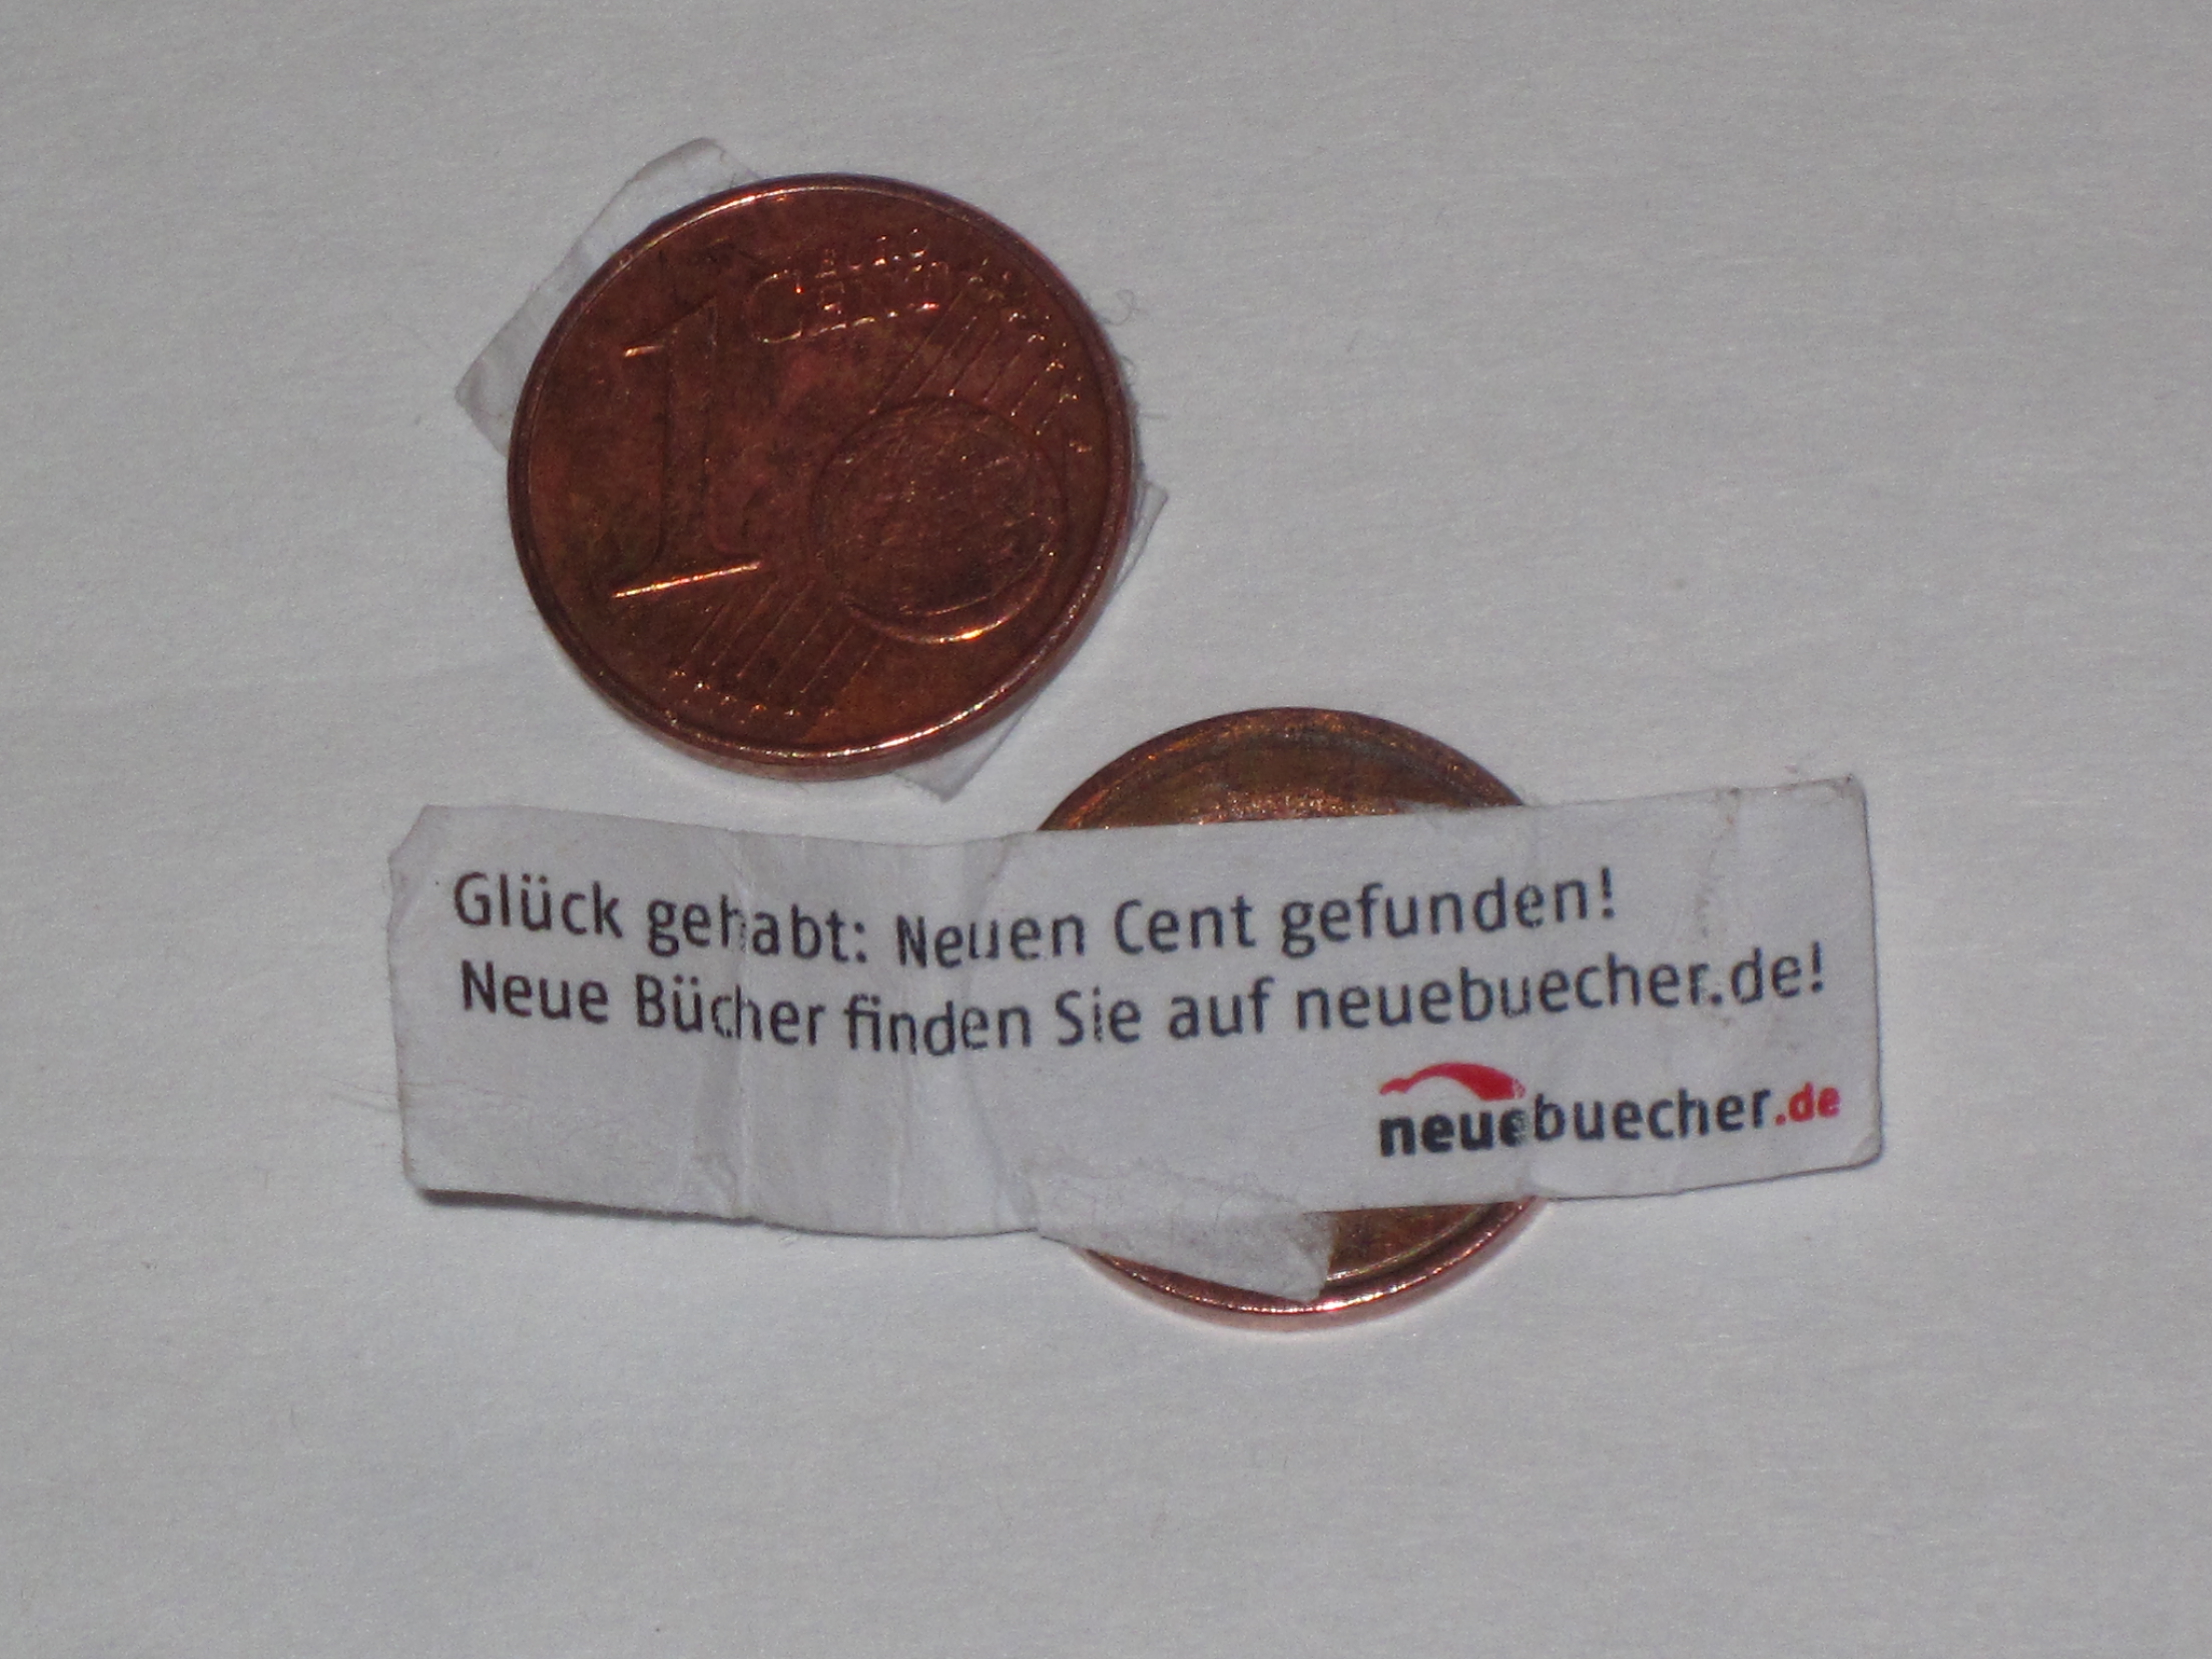 1 EURO
CENT
Glück gehabt: Neuen Cent gefunden!
Neue Bücher finden Sie auf neuebuecher.de!
neuebuecher.de